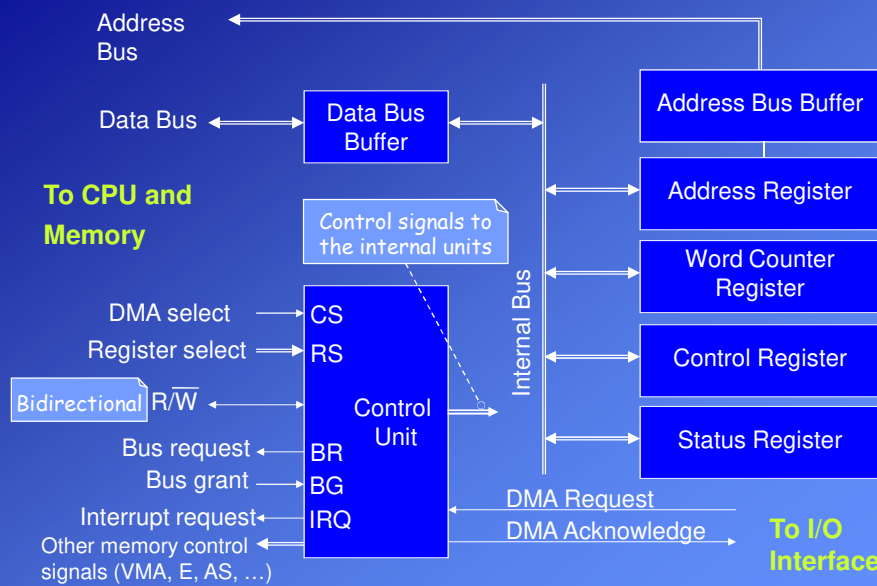 Address
Bus
Data Bus
Data Bus
Buffer
Address Bus Buffer
To CPU and
Memory
Address Register
Control signals to
the internal units
Word Counter
Register
Internal Bus
DMA select
CS
Register select
RS
Control Register
Bidirectional
R/W̅
Control
Unit
Status Register
Bus request
BR
Bus grant
BG
DMA Request
Interrupt request
IRQ
DMA Acknowledge
Other memory control
signals (VMA, E, AS, …)
To I/O
Interface